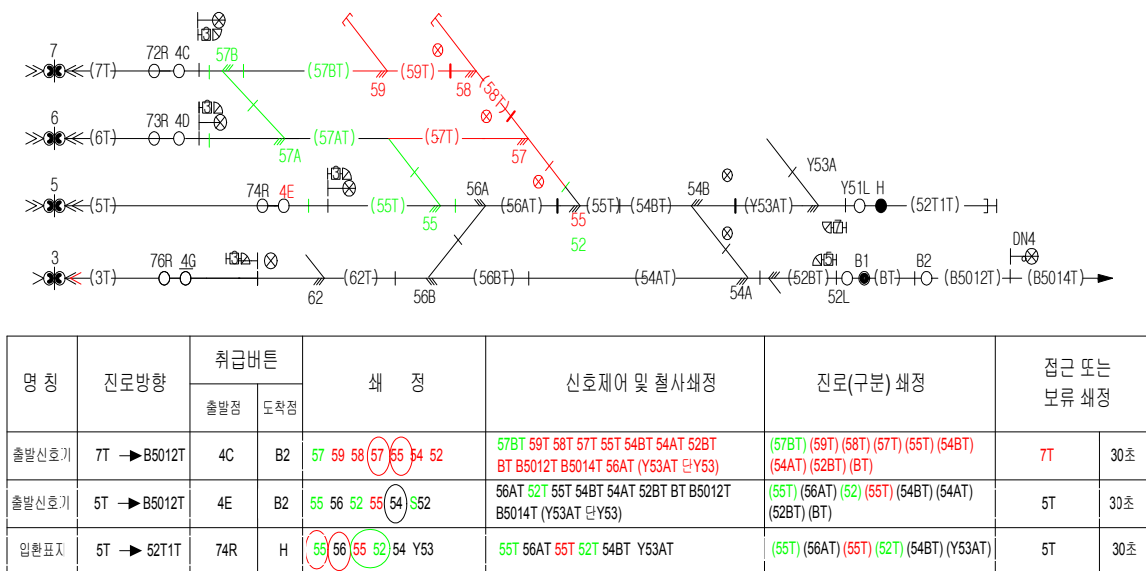 7 (7T) 72R 4C 3 57B (57BT) 59 (59T) 58 (58T)
6 (6T) 73R 4D 3 57A (57AT) (57T) 57
5 (5T) 74R 4E 3 (55T) 55 56A (56AT) 55 52 (55T) (54BT) 54B (Y53AT) Y53A 7 Y51L H (52T1T)
3 (3T) 76R 4G 3 62 (62T) 56B (56BT) (54AT) 54A (52BT) 5 52L B1 (BT) B2 (B5012T) DN4 (B5014T)
명 칭 진로방향 취급버튼 쇄 정 신호제어 및 철사쇄정 진로(구분) 쇄정 접근 또는
보류 쇄정
출발점 도착점
출발신호기 7T → B5012T 4C B2 57 59 58 57 55 54 52
57BT 59T 58T 57T 55T 54BT 54AT 52BT
BT B5012T B5014T 56AT (Y53AT 단Y53)
(57BT) (59T) (58T) (57T) (55T) (54BT)
(54AT) (52BT) (BT)
7T 30초
출발신호기 5T → B5012T 4E B2 55 56 52 55 54 S52
56AT 52T 55T 54BT 54AT 52BT BT B5012T
B5014T (Y53AT 단Y53)
(55T) (56AT) (52) (55T) (54BT) (54AT)
(52BT) (BT)
5T 30초
입환표지 5T → 52T1T 74R H 55 56 55 52 54 Y53
55T 56AT 55T 52T 54BT Y53AT
(55T) (56AT) (55T) (52T) (54BT) (Y53AT)
5T 30초